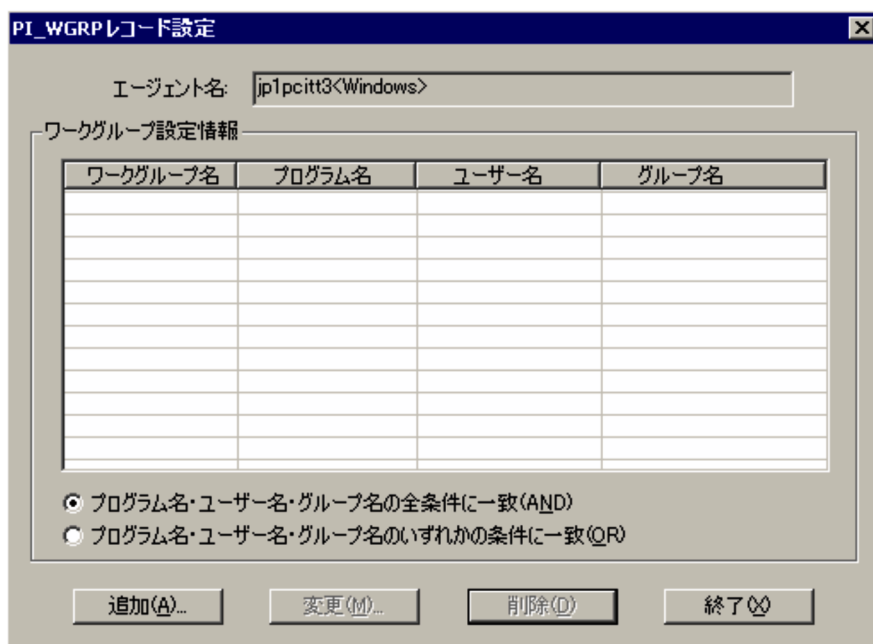 PI_WGRPレコード設定
エージェント名: jp1pcitt3<Windows>
ワークグループ設定情報
ワークグループ名 プログラム名 ユーザー名 グループ名
プログラム名・ユーザー名・グループ名の全条件に一致(AND)
プログラム名・ユーザー名・グループ名のいずれかの条件に一致(OR)
追加(A)... 変更(M)... 削除(D) 終了(X)